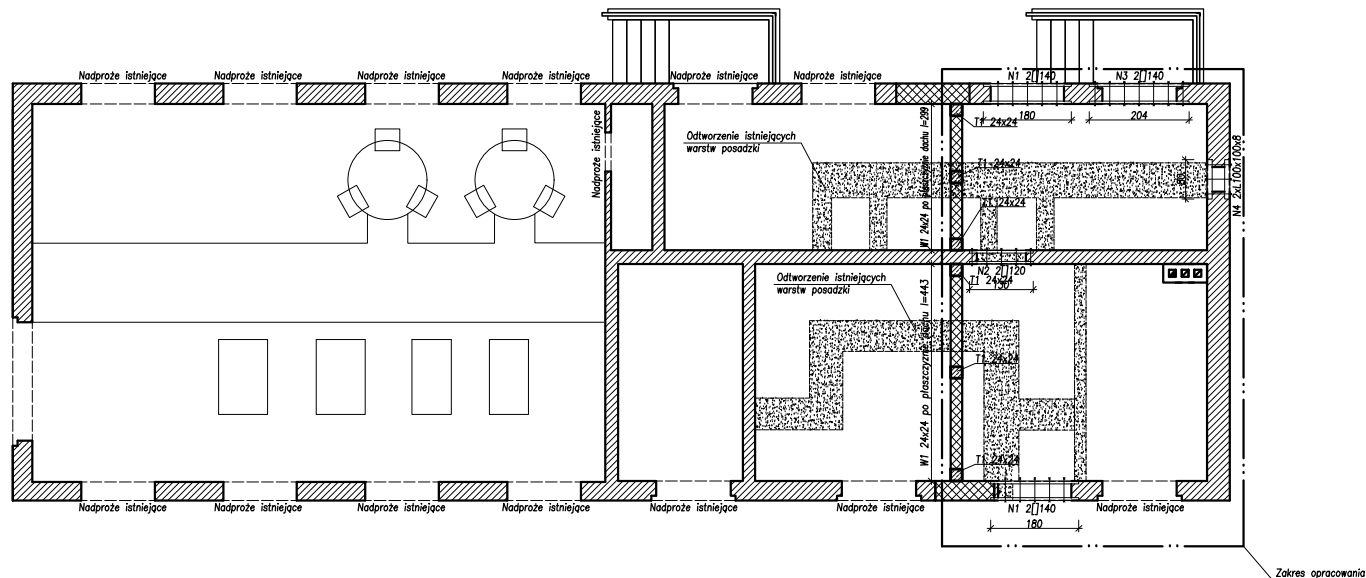 Nadproże istniejące
Nadproże istniejące
Nadproże istniejące
Nadproże istniejące
Nadproże istniejące
Nadproże istniejące
N1 2[]140
N3 2[]140
180
204
Nadproże istniejące
Odtworzenie istniejących
warstw posadzki
W1 24x24 po płaszczyźnie dachu l=299
T1 24x24
T1 24x24
T1 24x24
80
N4 2xL100x100x8
N2 2[]120
130
T1 24x24
Odtworzenie istniejących
warstw posadzki
W1 24x24 po płaszczyźnie dachu l=443
T1 24x24
T1 24x24
Nadproże istniejące
Nadproże istniejące
Nadproże istniejące
Nadproże istniejące
Nadproże istniejące
Nadproże istniejące
N1 2[]140
Nadproże istniejące
180
Zakres opracowania